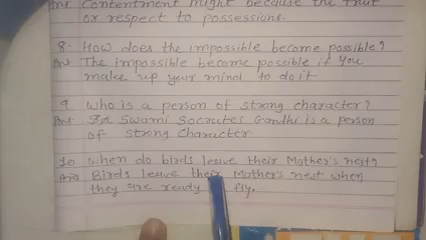 Ans Contentment might because the fruit
or respect to possessions.
8. How does the impossible become possible?
Ans The impossible become possible if you
make up your mind to do it
9 who is a person of strong character?
Ans Swami Socrates Gandhi is a person
of strong Character
10 when do birds leave their Mother's nest?
Ans Birds leave their Mother's nest when
they are ready fly.